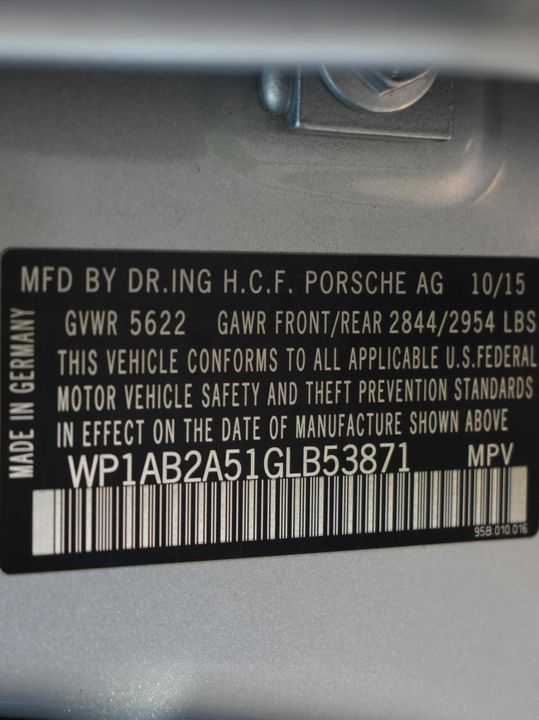 MFD BY DR.ING H.C.F. PORSCHE AG 10/15
GVWR 5622 GAWR FRONT/REAR 2844/2954 LBS
THIS VEHICLE CONFORMS TO ALL APPLICABLE U.S.FEDERAL
MOTOR VEHICLE SAFETY AND THEFT PREVENTION STANDARDS
IN EFFECT ON THE DATE OF MANUFACTURE SHOWN ABOVE
WP1AB2A51GLB53871 MPV
95B.010.016
MADE IN GERMANY